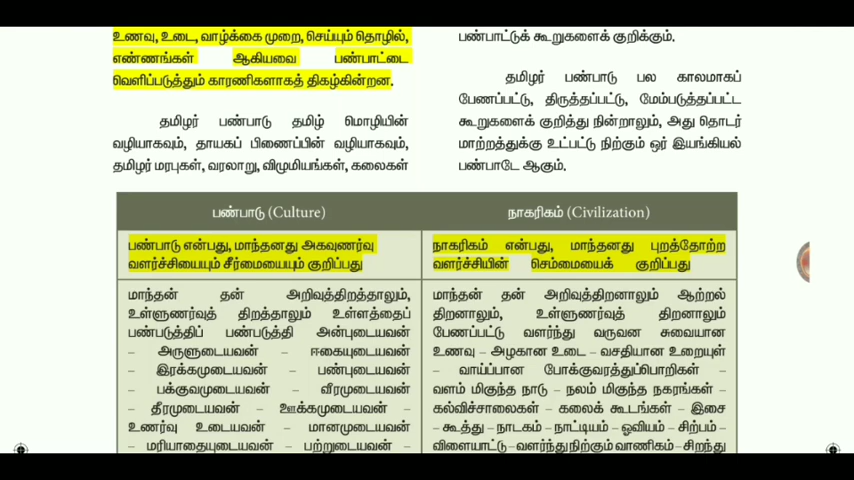 உணவு, உடை, வாழ்க்கை முறை, செய்யும் தொழில்,
எண்ணங்கள் ஆகியவை பண்பாட்டை
வெளிப்படுத்தும் காரணிகளாகத் திகழ்கின்றன.
தமிழர் பண்பாடு தமிழ் மொழியின்
வழியாகவும், தாயகப் பிணைப்பின் வழியாகவும்,
தமிழர் மரபுகள், வரலாறு, விழுமியங்கள், கலைகள்
பண்பாட்டுக் கூறுகளைக் குறிக்கும்.
தமிழர் பண்பாடு பல காலமாகப்
பேணப்பட்டு, திருத்தப்பட்டு, மேம்படுத்தப்பட்ட
கூறுகளைக் குறித்து நின்றாலும், அது தொடர்
மாற்றத்துக்கு உட்பட்டு நிற்கும் ஓர் இயங்கியல்
பண்பாடே ஆகும்.
பண்பாடு (Culture)
பண்பாடு என்பது, மாந்தனது அகவுணர்வு
வளர்ச்சியையும் சீர்மையையும் குறிப்பது
மாந்தன் தன் அறிவுத்திறத்தாலும்,
உள்ளுணர்வுத் திறத்தாலும் உள்ளத்தைப்
பண்படுத்திப் பண்படுத்தி அன்புடையவன்
– அருளுடையவன் – ஈகையுடையவன்
– இரக்கமுடையவன் – பண்புடையவன்
– பக்குவமுடையவன் – வீரமுடையவன்
– தீரமுடையவன் – ஊக்கமுடையவன் –
உணர்வு உடையவன் – மானமுடையவன்
– மரியாதையுடையவன் – பற்றுடையவன் –
நாகரிகம் (Civilization)
நாகரிகம் என்பது, மாந்தனது புறத்தோற்ற
வளர்ச்சியின் செம்மையைக் குறிப்பது
மாந்தன் தன் அறிவுத்திறனாலும் ஆற்றல்
திறனாலும், உள்ளுணர்வுத் திறனாலும்
பேணப்பட்டு வளர்ந்து வருவன சுவையான
உணவு – அழகான உடை – வசதியான உறையுள்
– வாய்ப்பான போக்குவரத்துப்பொறிகள் –
வளம் மிகுந்த நாடு – நலம் மிகுந்த நகரங்கள் –
கல்விச்சாலைகள் – கலைக் கூடங்கள் – இசை
– கூத்து – நாடகம் – நாட்டியம் – ஓவியம் – சிற்பம் –
விளையாட்டு – வளர்ந்துநிற்கும் வாணிகம் – சிறந்து